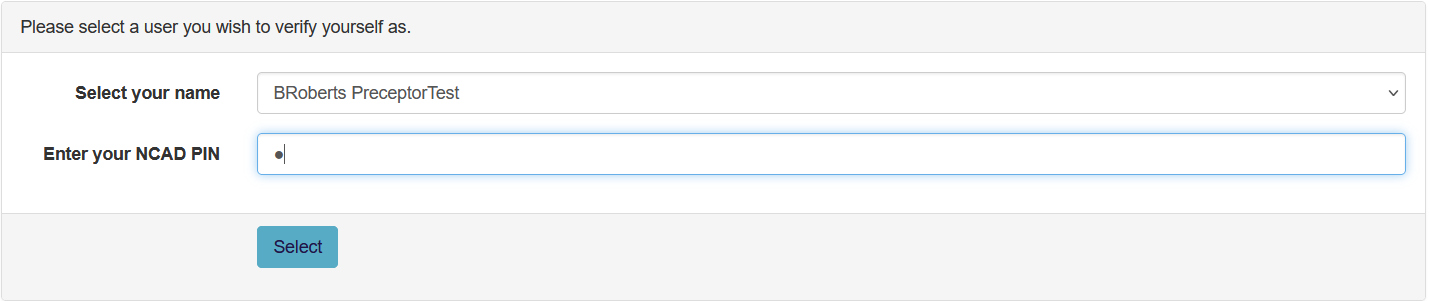 Please select a user you wish to verify yourself as.
Select your name
BRoberts PreceptorTest
Enter your NCAD PIN
●
Select